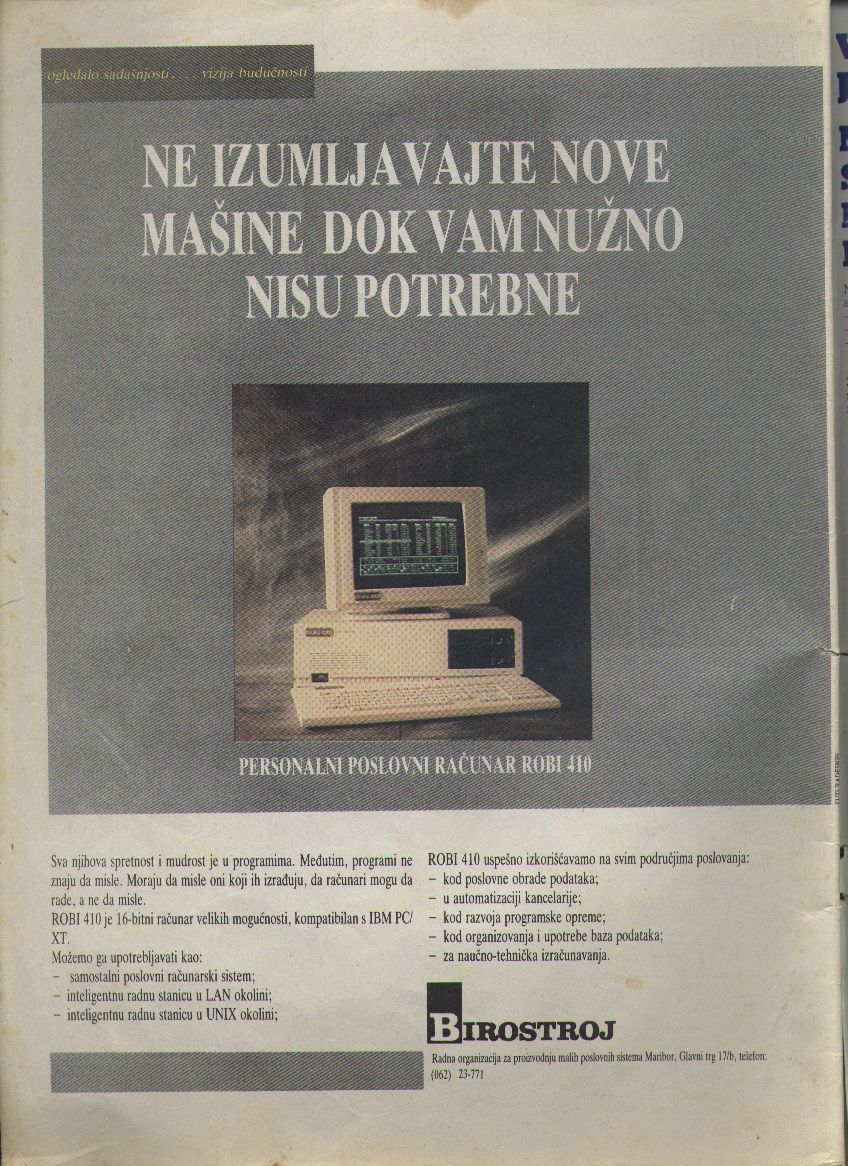 ogledalo sadašnjosti.... vizija budućnosti
NE IZUMLJAVAJTE NOVE
MAŠINE DOK VAM NUŽNO
NISU POTREBNE
PERSONALNI POSLOVNI RAČUNAR ROBI 410
Sva njihova spretnost i mudrost je u programima. Međutim, programi ne
znaju da misle. Moraju da misle oni koji ih izrađuju, da računari mogu da
rade, a ne da misle.
ROBI 410 je 16-bitni računar velikih mogućnosti, kompatibilan s IBM PC/
XT.
Možemo ga upotrebljavati kao:
– samostalni poslovni računarski sistem;
– inteligentnu radnu stanicu u LAN okolini;
– inteligentnu radnu stanicu u UNIX okolini;
ROBI 410 uspešno izkorišćavamo na svim područjima poslovanja:
– kod poslovne obrade podataka;
– u automatizaciji kancelarije;
– kod razvoja programske opreme;
– kod organizovanja i upotrebe baza podataka;
– za naučno-tehnička izračunavanja.
BIROSTROJ
Radna organizacija za proizvodnju malih poslovnih sistema Maribor, Glavni trg 17/b, telefon:
(062) 23-771